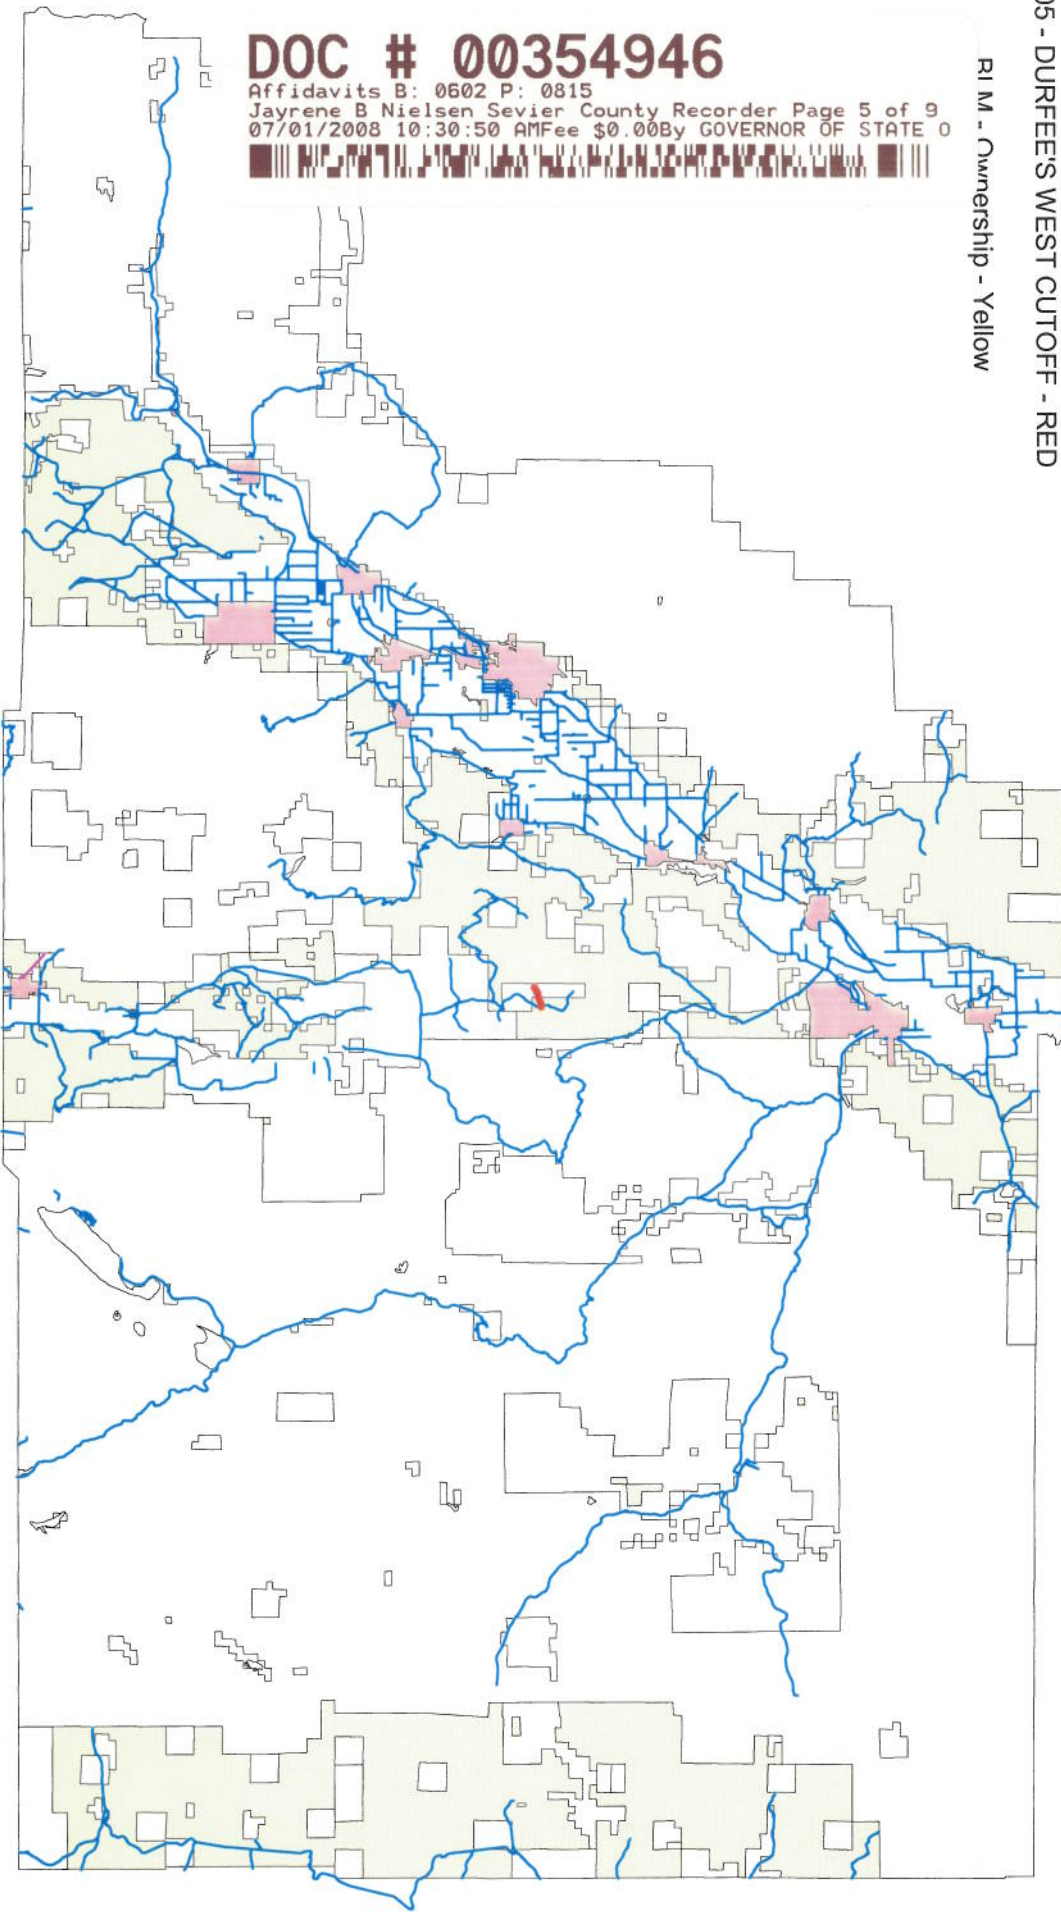 DOC # 00354946
Affidavits B: 0602 P: 0815
Jayrene B Nielsen Sevier County Recorder Page 5 of 9
07/01/2008 10:30:50 AMFee $0.00By GOVERNOR OF STATE O
05 - DURFEE'S WEST CUTOFF - RED
Ownership - Yellow